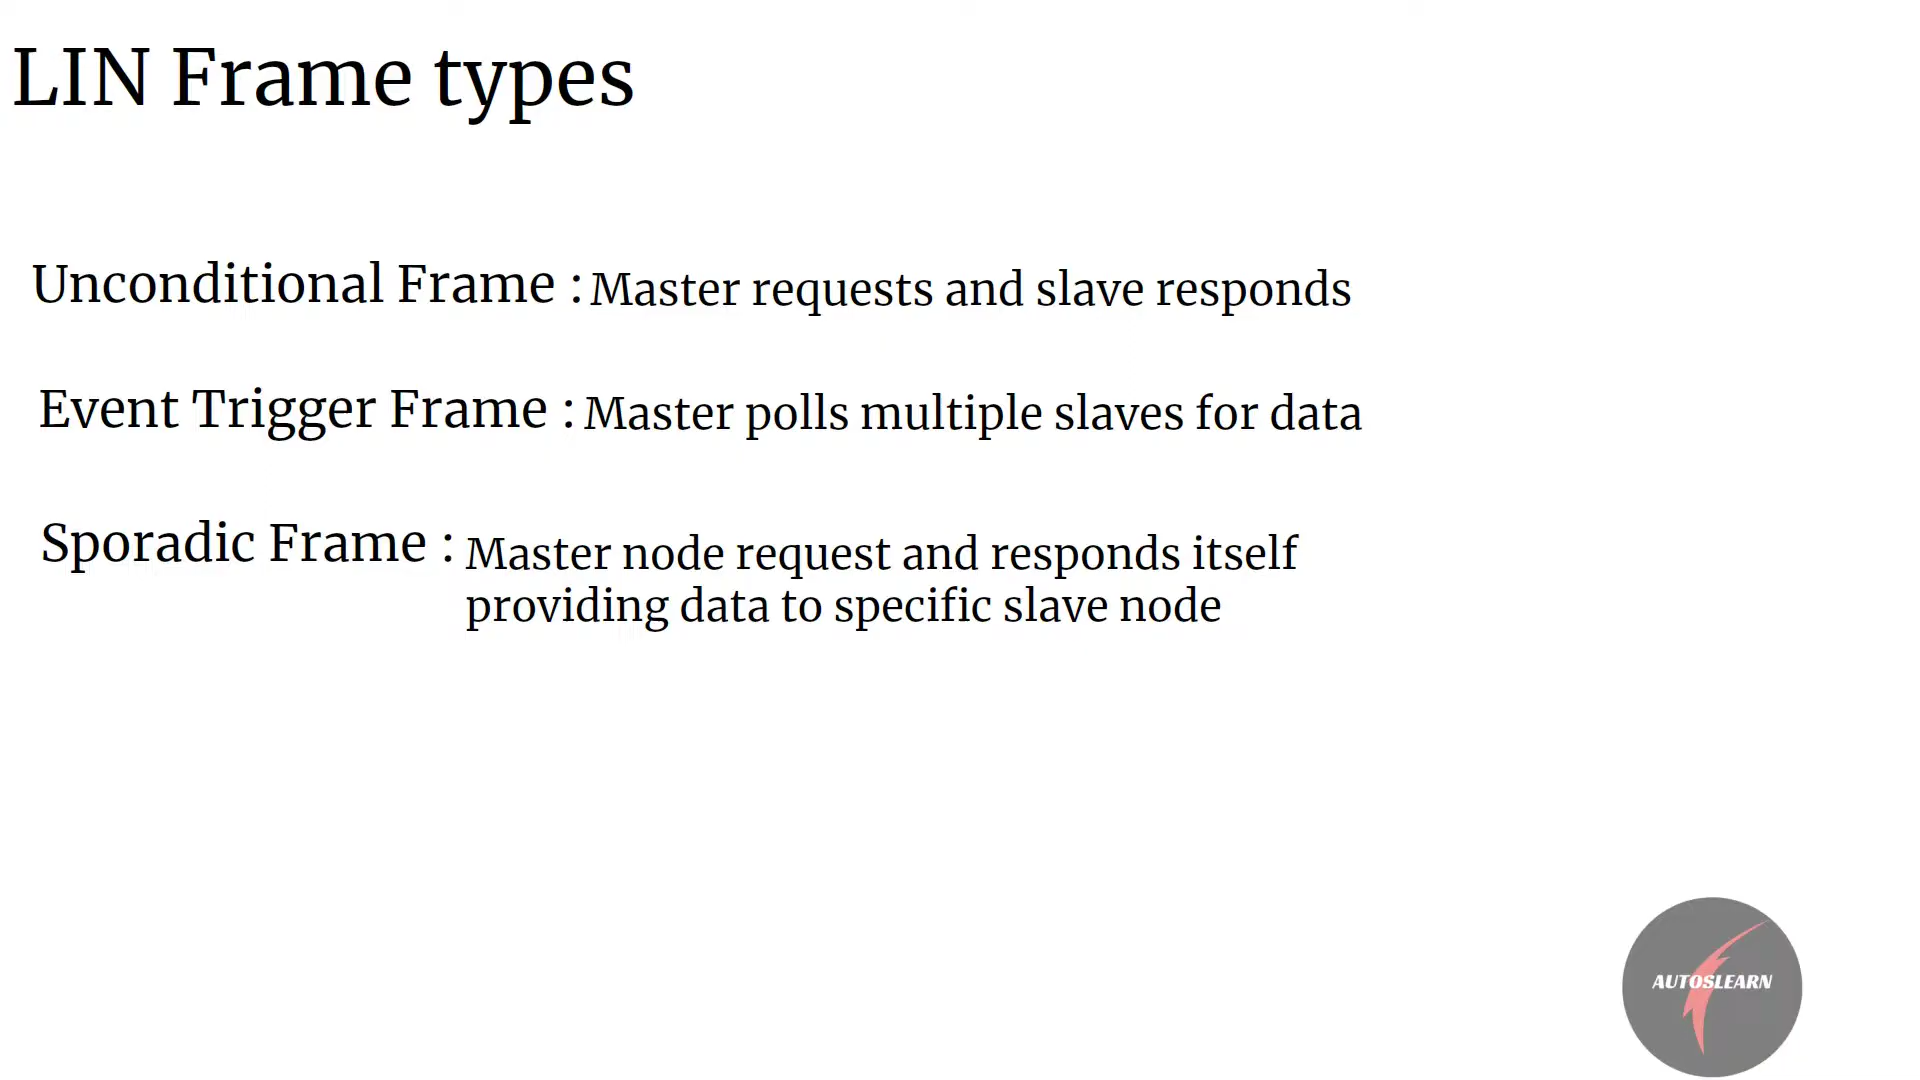 LIN Frame types
Unconditional Frame : Master requests and slave responds
Event Trigger Frame : Master polls multiple slaves for data
Sporadic Frame : Master node request and responds itself
providing data to specific slave node
AUTOSLEARN